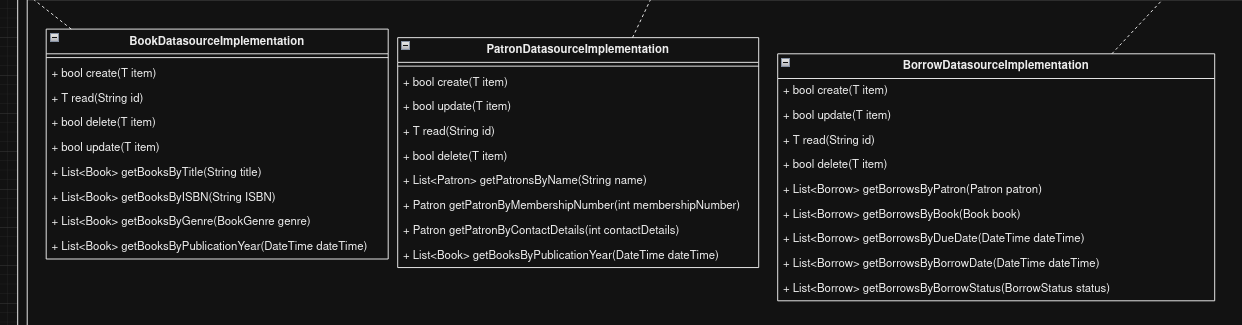 BookDatasourceImplementation
+ bool create(T item)
+ T read(String id)
+ bool delete(T item)
+ bool update(T item)
+ List<Book> getBooksByTitle(String title)
+ List<Book> getBooksByISBN(String ISBN)
+ List<Book> getBooksByGenre(BookGenre genre)
+ List<Book> getBooksByPublicationYear(DateTime dateTime)
PatronDatasourceImplementation
+ bool create(T item)
+ bool update(T item)
+ T read(String id)
+ bool delete(T item)
+ List<Patron> getPatronsByName(String name)
+ Patron getPatronByMembershipNumber(int membershipNumber)
+ Patron getPatronByContactDetails(int contactDetails)
+ List<Book> getBooksByPublicationYear(DateTime dateTime)
BorrowDatasourceImplementation
+ bool create(T item)
+ bool update(T item)
+ T read(String id)
+ bool delete(T item)
+ List<Borrow> getBorrowsByPatron(Patron patron)
+ List<Borrow> getBorrowsByBook(Book book)
+ List<Borrow> getBorrowsByDueDate(DateTime dateTime)
+ List<Borrow> getBorrowsByBorrowDate(DateTime dateTime)
+ List<Borrow> getBorrowsByBorrowStatus(BorrowStatus status)